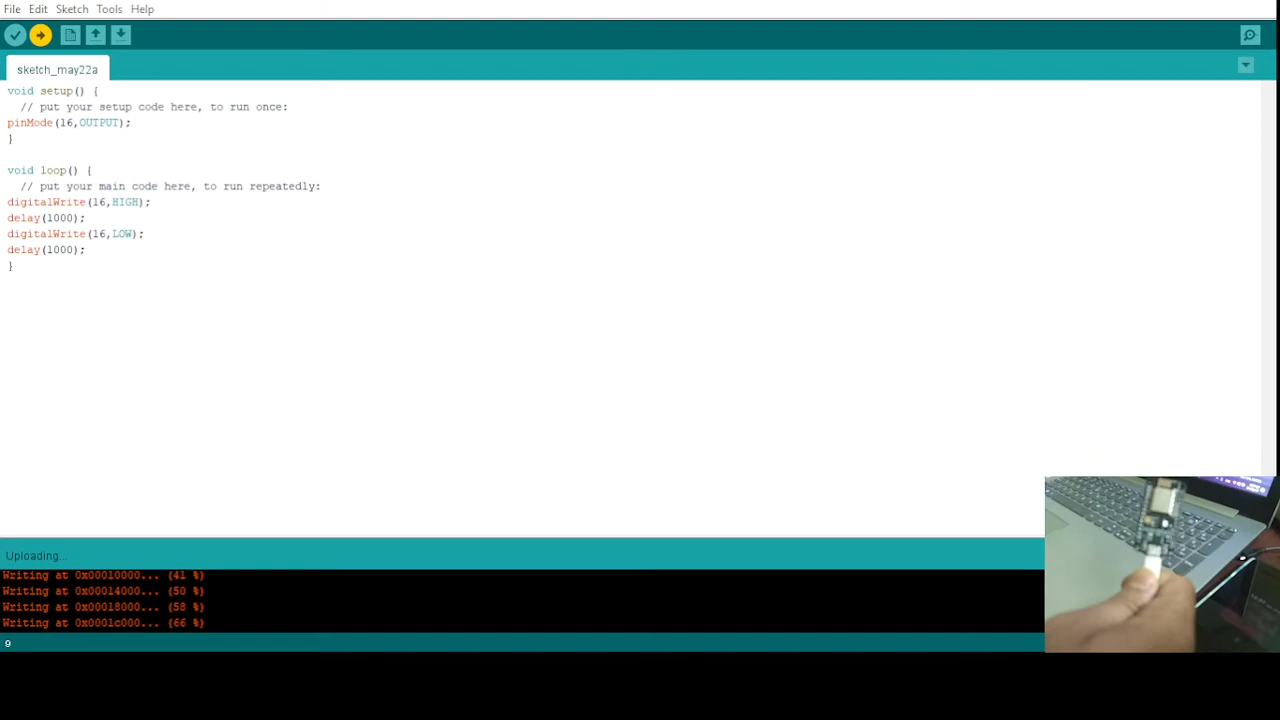 File Edit Sketch Tools Help
sketch_may22a
void setup() {
  // put your setup code here, to run once:
pinMode(16,OUTPUT);
}
void loop() {
  // put your main code here, to run repeatedly:
digitalWrite(16,HIGH);
delay(1000);
digitalWrite(16,LOW);
delay(1000);
}
Uploading...
Writing at 0x00010000... (41 %)
Writing at 0x00014000... (50 %)
Writing at 0x00018000... (58 %)
Writing at 0x0001c000... (66 %)
9